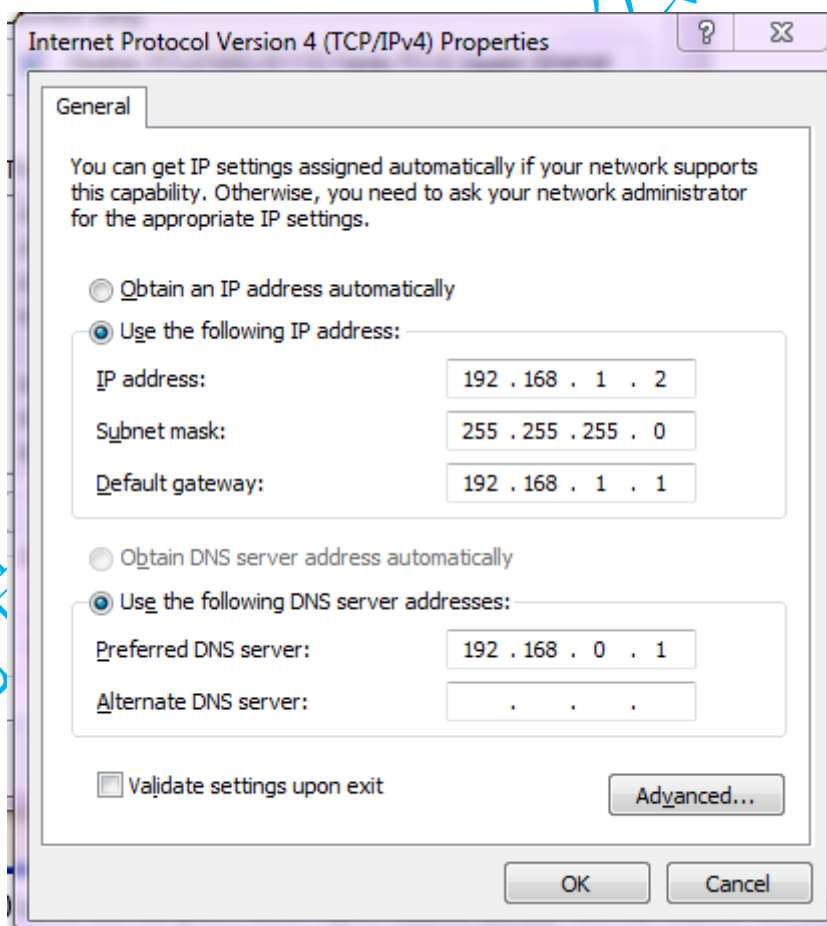 Internet Protocol Version 4 (TCP/IPv4) Properties
General
You can get IP settings assigned automatically if your network supports
this capability. Otherwise, you need to ask your network administrator
for the appropriate IP settings.
Obtain an IP address automatically
Use the following IP address:
IP address: 192 . 168 . 1 . 2
Subnet mask: 255 . 255 . 255 . 0
Default gateway: 192 . 168 . 1 . 1
Obtain DNS server address automatically
Use the following DNS server addresses:
Preferred DNS server: 192 . 168 . 0 . 1
Alternate DNS server: . . .
Validate settings upon exit
Advanced...
OK Cancel